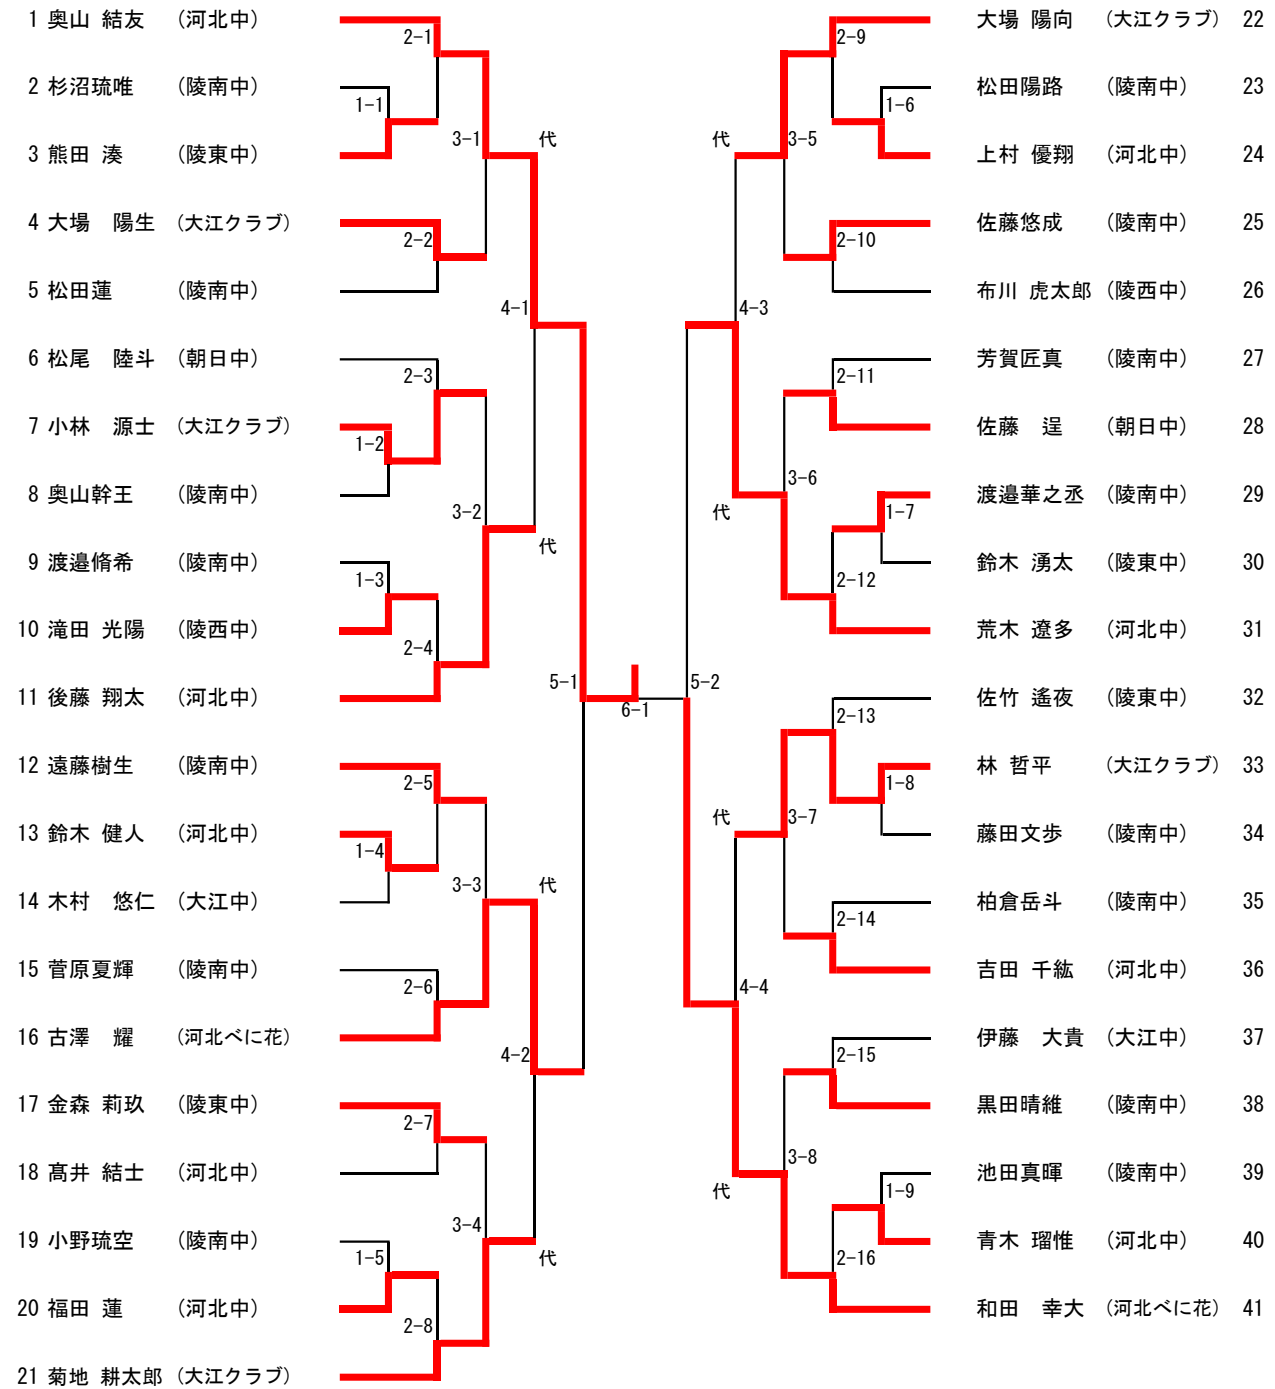 1 奥山 結友 （河北中）
2 杉沼琉唯 （陵南中）
3 熊田 湊 （陵東中）
4 大場　陽生 （大江クラブ）
5 松田蓮 （陵南中）
6 松尾　陸斗 （朝日中）
7 小林　源士 （大江クラブ）
8 奥山幹王 （陵南中）
9 渡邉脩希 （陵南中）
10 滝田 光陽 （陵西中）
11 後藤 翔太 （河北中）
12 遠藤樹生 （陵南中）
13 鈴木 健人 （河北中）
14 木村　悠仁 （大江中）
15 菅原夏輝 （陵南中）
16 古澤　耀 （河北べに花）
17 金森 莉玖 （陵東中）
18 髙井 結士 （河北中）
19 小野琉空 （陵南中）
20 福田 蓮 （河北中）
21 菊地 耕太郎 （大江クラブ）
1-1
1-2
1-3
1-4
1-5
2-1
2-2
2-3
2-4
2-5
2-6
2-7
2-8
3-1
3-2
3-3
3-4
代
代
代
代
4-1
4-2
5-1
6-1
5-2
4-3
4-4
代
代
代
代
3-5
3-6
3-7
3-8
2-9
2-10
2-11
2-12
2-13
2-14
2-15
2-16
1-6
1-7
1-8
1-9
大場 陽向 （大江クラブ） 22
松田陽路 （陵南中） 23
上村 優翔 （河北中） 24
佐藤悠成 （陵南中） 25
布川 虎太郎 （陵西中） 26
芳賀匠真 （陵南中） 27
佐藤　逞 （朝日中） 28
渡邉華之丞 （陵南中） 29
鈴木 湧太 （陵東中） 30
荒木 遼多 （河北中） 31
佐竹 遙夜 （陵東中） 32
林 哲平 （大江クラブ） 33
藤田文歩 （陵南中） 34
柏倉岳斗 （陵南中） 35
吉田 千紘 （河北中） 36
伊藤　大貴 （大江中） 37
黒田晴維 （陵南中） 38
池田真暉 （陵南中） 39
青木 瑠惟 （河北中） 40
和田　幸大 （河北べに花） 41